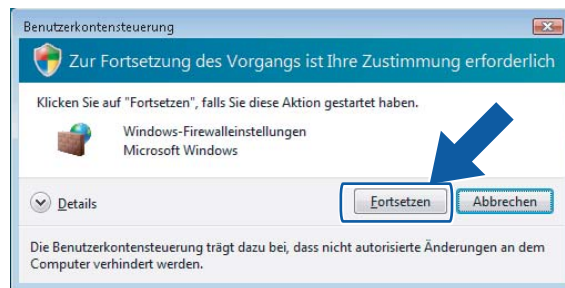 Benutzerkontensteuerung
Zur Fortsetzung des Vorgangs ist Ihre Zustimmung erforderlich
Klicken Sie auf "Fortsetzen", falls Sie diese Aktion gestartet haben.
Windows-Firewalleinstellungen
Microsoft Windows
Details
Fortsetzen
Abbrechen
Die Benutzerkontensteuerung trägt dazu bei, dass nicht autorisierte Änderungen an dem
Computer verhindert werden.